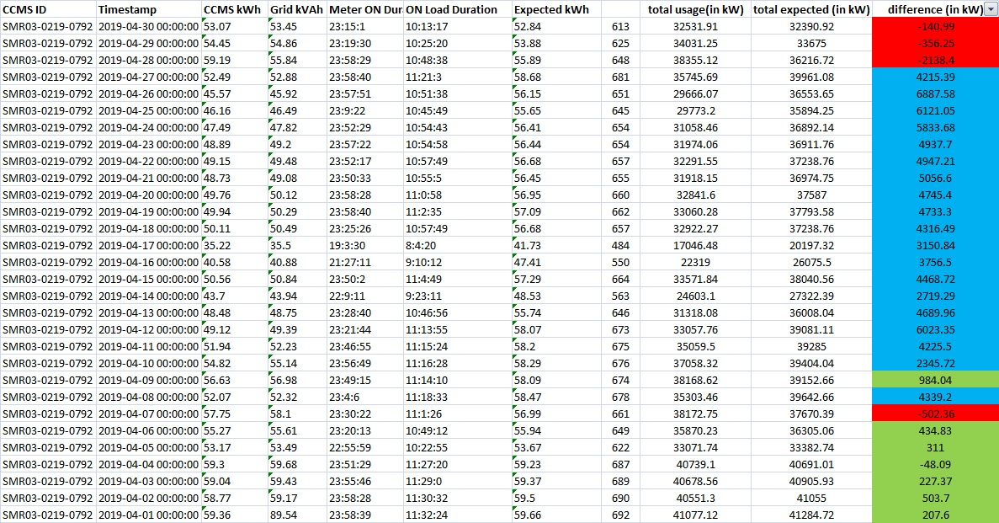 CCMS ID Timestamp CCMS kWh Grid kVAh Meter ON Dur ON Load Duration Expected kWh total usage(in kW) total expected (in kW) difference (in kW)
SMR03-0219-0792 2019-04-30 00:00:00 53.07 53.45 23:15:1 10:13:17 52.84 613 32531.91 32390.92 -140.99
SMR03-0219-0792 2019-04-29 00:00:00 54.45 54.86 23:19:30 10:25:20 53.88 625 34031.25 33675 -356.25
SMR03-0219-0792 2019-04-28 00:00:00 59.19 55.84 23:58:29 10:48:38 55.89 648 38355.12 36216.72 -2138.4
SMR03-0219-0792 2019-04-27 00:00:00 52.49 52.88 23:58:40 11:21:3 58.68 681 35745.69 39961.08 4215.39
SMR03-0219-0792 2019-04-26 00:00:00 45.57 45.92 23:57:51 10:51:38 56.15 651 29666.07 36553.65 6887.58
SMR03-0219-0792 2019-04-25 00:00:00 46.16 46.49 23:9:22 10:45:49 55.65 645 29773.2 35894.25 6121.05
SMR03-0219-0792 2019-04-24 00:00:00 47.49 47.82 23:52:29 10:54:43 56.41 654 31058.46 36892.14 5833.68
SMR03-0219-0792 2019-04-23 00:00:00 48.89 49.2 23:57:22 10:54:58 56.44 654 31974.06 36911.76 4937.7
SMR03-0219-0792 2019-04-22 00:00:00 49.15 49.48 23:52:17 10:57:49 56.68 657 32291.55 37238.76 4947.21
SMR03-0219-0792 2019-04-21 00:00:00 48.73 49.08 23:50:33 10:55:5 56.45 655 31918.15 36974.75 5056.6
SMR03-0219-0792 2019-04-20 00:00:00 49.76 50.12 23:58:28 11:0:58 56.95 660 32841.6 37587 4745.4
SMR03-0219-0792 2019-04-19 00:00:00 49.94 50.29 23:58:40 11:2:35 57.09 662 33060.28 37793.58 4733.3
SMR03-0219-0792 2019-04-18 00:00:00 50.11 50.49 23:25:26 10:57:49 56.68 657 32922.27 37238.76 4316.49
SMR03-0219-0792 2019-04-17 00:00:00 35.22 35.5 19:3:30 8:4:20 41.73 484 17046.48 20197.32 3150.84
SMR03-0219-0792 2019-04-16 00:00:00 40.58 40.88 21:27:11 9:10:12 47.41 550 22319 26075.5 3756.5
SMR03-0219-0792 2019-04-15 00:00:00 50.56 50.84 23:50:2 11:4:49 57.29 664 33571.84 38040.56 4468.72
SMR03-0219-0792 2019-04-14 00:00:00 43.7 43.94 22:9:11 9:23:11 48.53 563 24603.1 27322.39 2719.29
SMR03-0219-0792 2019-04-13 00:00:00 48.48 48.75 23:28:40 10:46:56 55.74 646 31318.08 36008.04 4689.96
SMR03-0219-0792 2019-04-12 00:00:00 49.12 49.39 23:21:44 11:13:55 58.07 673 33057.76 39081.11 6023.35
SMR03-0219-0792 2019-04-11 00:00:00 51.94 52.23 23:46:55 11:15:24 58.2 675 35059.5 39285 4225.5
SMR03-0219-0792 2019-04-10 00:00:00 54.82 55.14 23:56:49 11:16:28 58.29 676 37058.32 39404.04 2345.72
SMR03-0219-0792 2019-04-09 00:00:00 56.63 56.98 23:49:15 11:14:10 58.09 674 38168.62 39152.66 984.04
SMR03-0219-0792 2019-04-08 00:00:00 52.07 52.32 23:4:6 11:18:33 58.47 678 35303.46 39642.66 4339.2
SMR03-0219-0792 2019-04-07 00:00:00 57.75 58.1 23:30:22 11:1:26 56.99 661 38172.75 37670.39 -502.36
SMR03-0219-0792 2019-04-06 00:00:00 55.27 55.61 23:20:13 10:49:12 55.94 649 35870.23 36305.06 434.83
SMR03-0219-0792 2019-04-05 00:00:00 53.17 53.49 22:55:59 10:22:55 53.67 622 33071.74 33382.74 311
SMR03-0219-0792 2019-04-04 00:00:00 59.3 59.68 23:51:29 11:27:20 59.23 687 40739.1 40691.01 -48.09
SMR03-0219-0792 2019-04-03 00:00:00 59.04 59.43 23:55:46 11:29:0 59.37 689 40678.56 40905.93 227.37
SMR03-0219-0792 2019-04-02 00:00:00 58.77 59.17 23:58:28 11:30:32 59.5 690 40551.3 41055 503.7
SMR03-0219-0792 2019-04-01 00:00:00 59.36 89.54 23:58:39 11:32:24 59.66 692 41077.12 41284.72 207.6